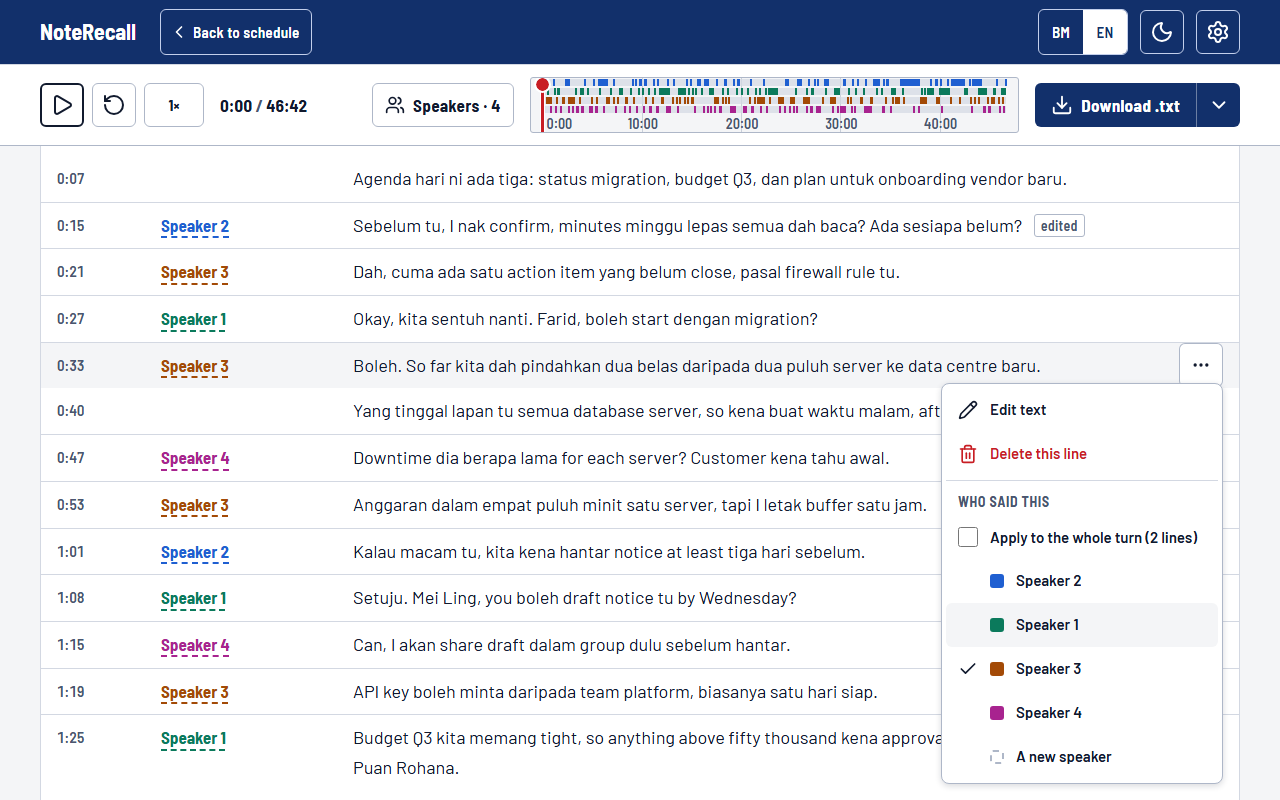 NoteRecall
Back to schedule
BM
EN
1×
0:00 / 46:42
Speakers · 4
0:00 10:00 20:00 30:00 40:00
Download .txt
0:07 Agenda hari ni ada tiga: status migration, budget Q3, dan plan untuk onboarding vendor baru.
0:15 Speaker 2 Sebelum tu, I nak confirm, minutes minggu lepas semua dah baca? Ada sesiapa belum? edited
0:21 Speaker 3 Dah, cuma ada satu action item yang belum close, pasal firewall rule tu.
0:27 Speaker 1 Okay, kita sentuh nanti. Farid, boleh start dengan migration?
0:33 Speaker 3 Boleh. So far kita dah pindahkan dua belas daripada dua puluh server ke data centre baru.
0:40 Yang tinggal lapan tu semua database server, so kena buat waktu malam,
0:47 Speaker 4 Downtime dia berapa lama for each server? Customer kena tahu awal.
0:53 Speaker 3 Anggaran dalam empat puluh minit satu server, tapi I letak buffer satu jam.
1:01 Speaker 2 Kalau macam tu, kita kena hantar notice at least tiga hari sebelum.
1:08 Speaker 1 Setuju. Mei Ling, you boleh draft notice tu by Wednesday?
1:15 Speaker 4 Can, I akan share draft dalam group dulu sebelum hantar.
1:19 Speaker 3 API key boleh minta daripada team platform, biasanya satu hari siap.
1:25 Speaker 1 Budget Q3 kita memang tight, so anything above fifty thousand kena
Puan Rohana.
Edit text
Delete this line
WHO SAID THIS
Apply to the whole turn (2 lines)
Speaker 2
Speaker 1
Speaker 3
Speaker 4
A new speaker